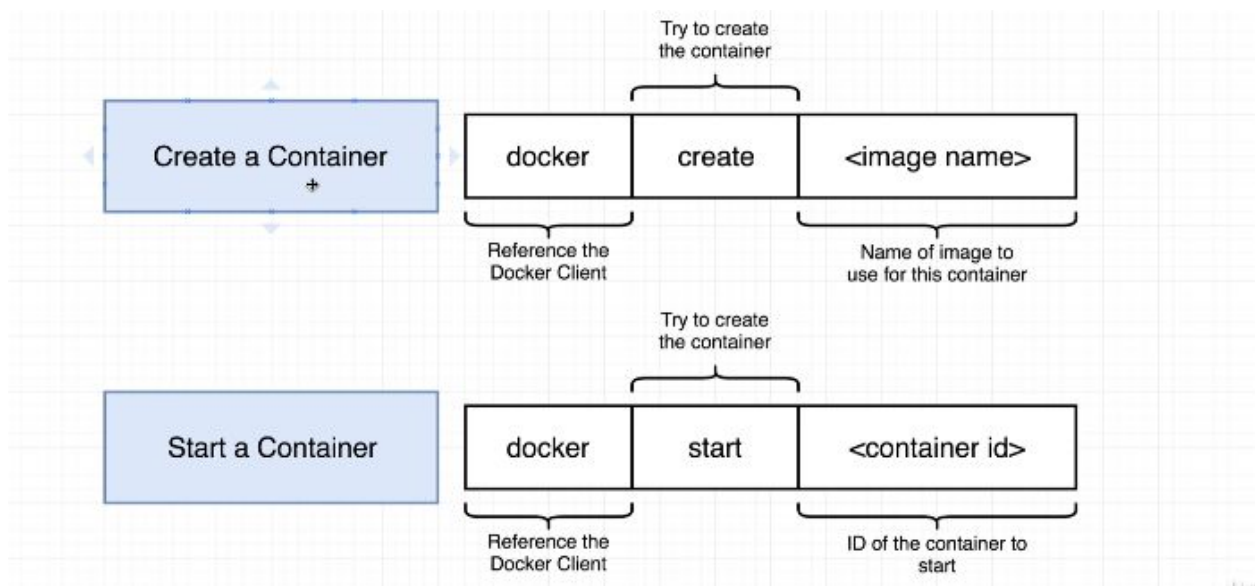 Try to create
the container
Create a Container
docker
create
<image name>
Reference the
Docker Client
Name of image to
use for this container
Try to create
the container
Start a Container
docker
start
<container id>
Reference the
Docker Client
ID of the container to
start